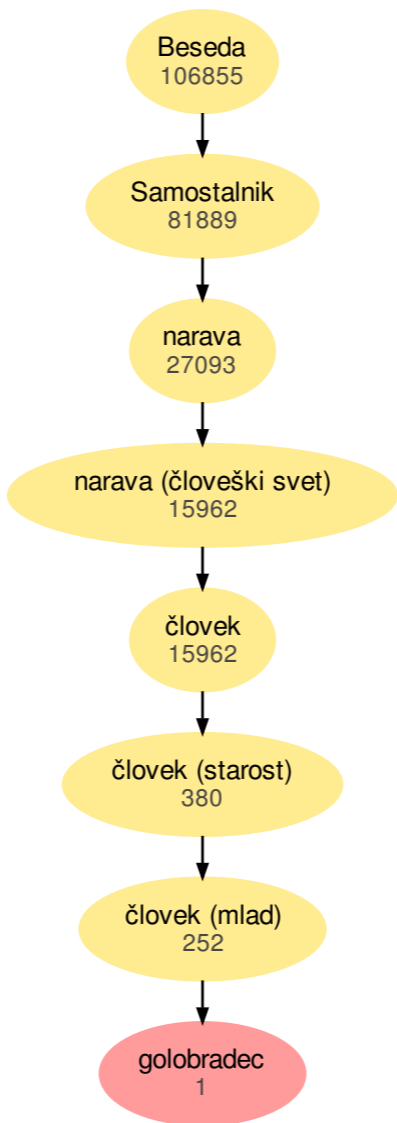 Beseda
106855
Samostalnik
81889
narava
27093
narava (človeški svet)
15962
človek
15962
človek (starost)
380
človek (mlad)
252
golobradec
1